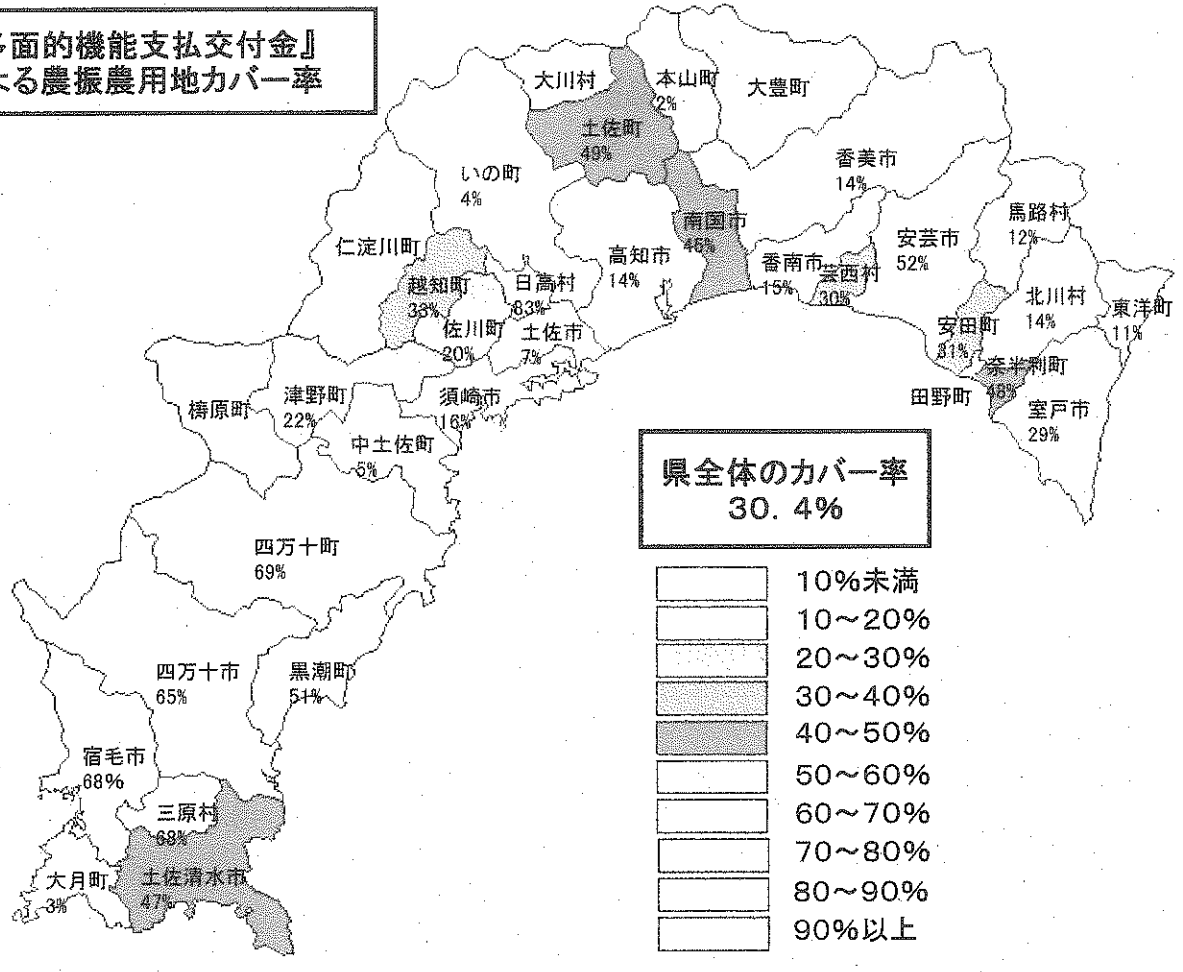 面的機能支払交付金』
よる農振農用地カバー率
大川村
本山町
2%
大豊町
土佐町
49%
香美市
14%
いの町
4%
馬路村
12%
南国市
46%
安芸市
52%
仁淀川町
高知市
14%
香南市
15%
芸西村
30%
越知町
33%
日高村
83%
北川村
14%
東洋町
11%
佐川町
20%
土佐市
7%
安田町
31%
奈半利町
48%
田野町
室戸市
29%
梼原町
津野町
22%
須崎市
16%
中土佐町
5%
県全体のカバー率
30.4%
四万十町
69%
10%未満
10～20%
20～30%
30～40%
40～50%
50～60%
60～70%
70～80%
80～90%
90%以上
四万十市
65%
黒潮町
51%
宿毛市
68%
三原村
68%
大月町
3%
土佐清水市
47%